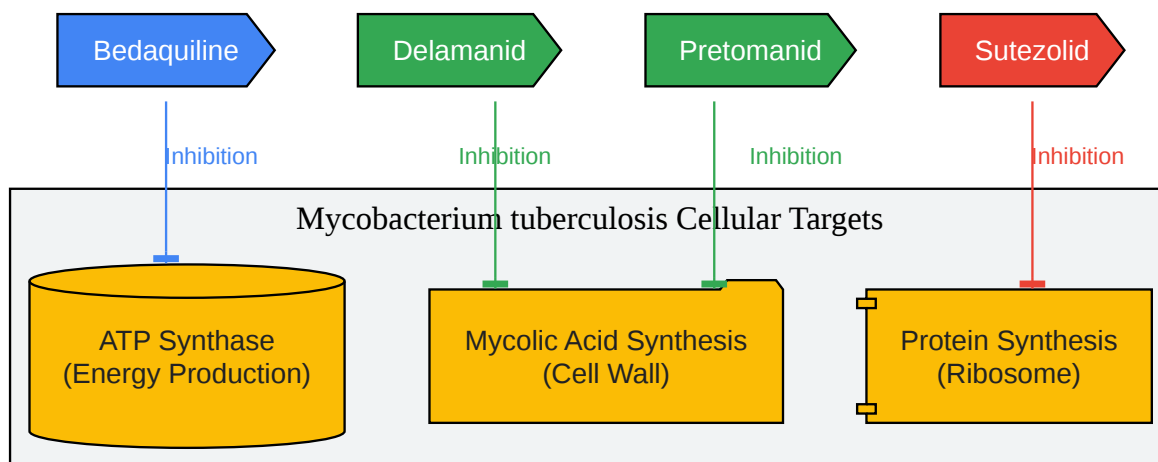 Bedaquiline
Delamanid
Pretomanid
Sutezolid
Inhibition
Inhibition
Inhibition
Inhibition
Mycobacterium tuberculosis Cellular Targets
ATP Synthase
(Energy Production)
Mycolic Acid Synthesis
(Cell Wall)
Protein Synthesis
(Ribosome)